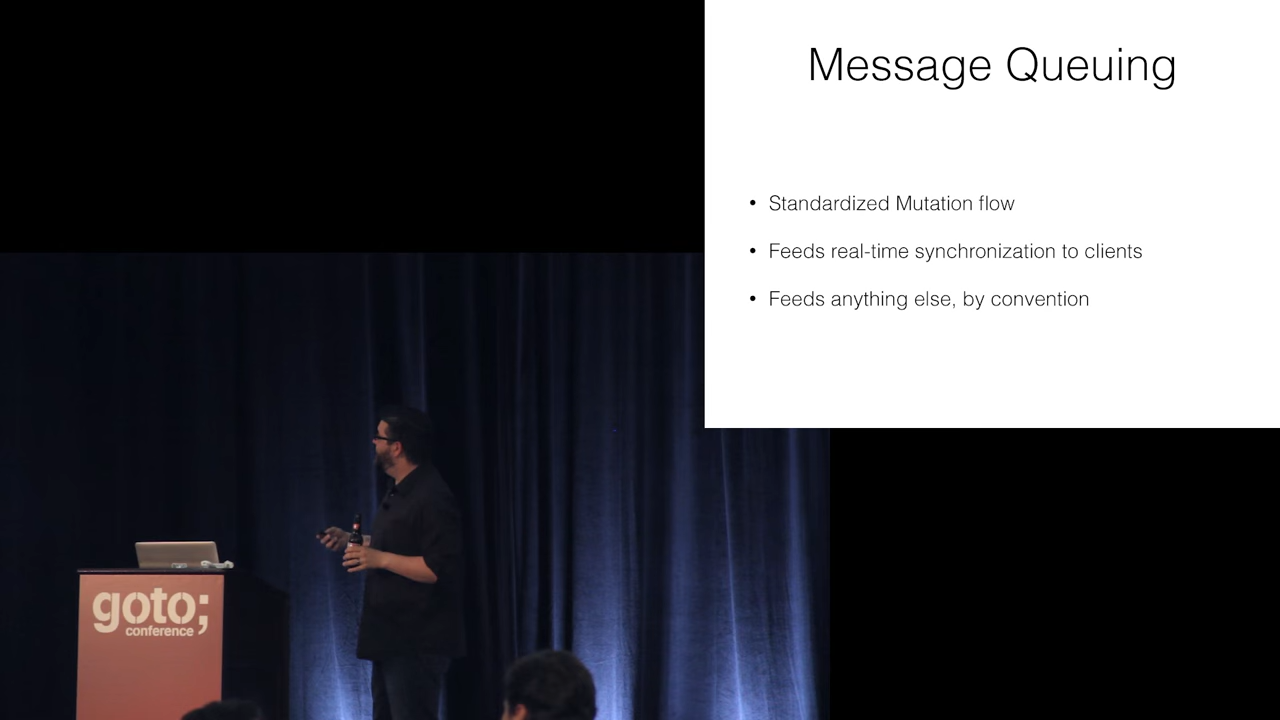 Message Queuing
• Standardized Mutation flow
• Feeds real-time synchronization to clients
• Feeds anything else, by convention
goto;
conference